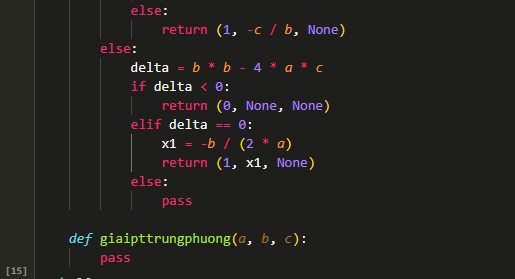 else:
return (1, -c / b, None)
else:
delta = b * b - 4 * a * c
if delta < 0:
return (0, None, None)
elif delta == 0:
x1 = -b / (2 * a)
return (1, x1, None)
else:
pass
def giaipttrungphuong(a, b, c):
pass
[15]